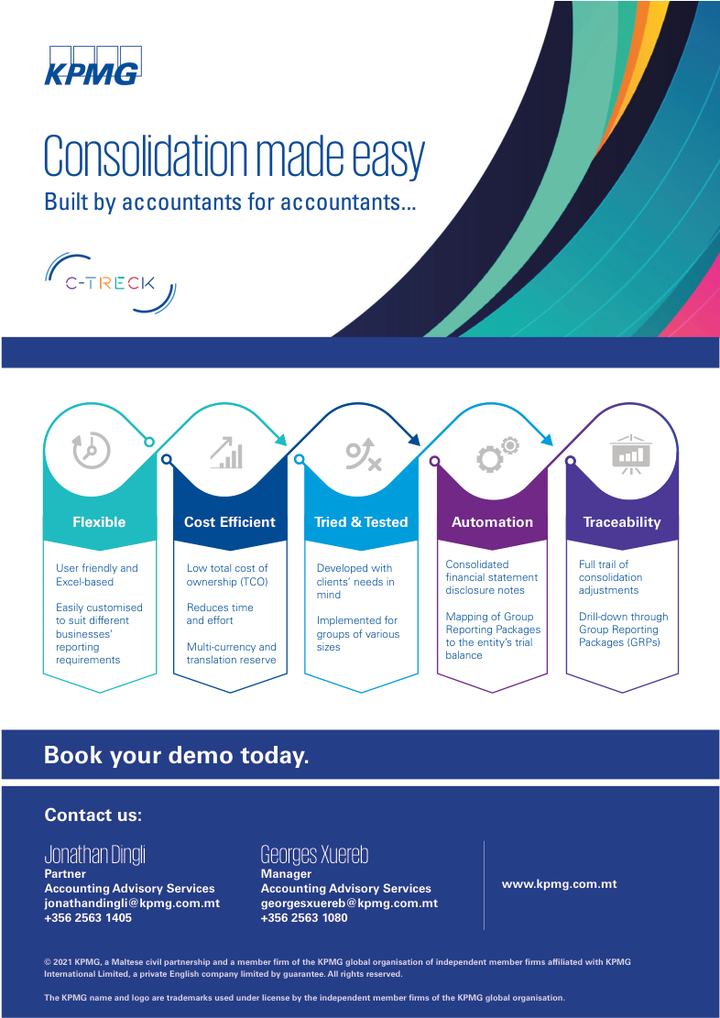 KPMG
Consolidation made easy
Built by accountants for accountants...
C-TRECK
Flexible
User friendly and
Excel-based
Easily customised
to suit different
businesses'
reporting
requirements
Cost Efficient
Low total cost of
ownership (TCO)
Reduces time
and effort
Multi-currency and
translation reserve
Tried & Tested
Developed with
clients' needs in
mind
Implemented for
groups of various
sizes
Automation
Consolidated
financial statement
disclosure notes
Mapping of Group
Reporting Packages
to the entity's trial
balance
Traceability
Full trail of
consolidation
adjustments
Drill-down through
Group Reporting
Packages (GRPs)
Book your demo today.
Contact us:
Jonathan Dingli
Partner
Accounting Advisory Services
jonathandingli@kpmg.com.mt
+356 2563 1405
Georges Xuereb
Manager
Accounting Advisory Services
georgesxuereb@kpmg.com.mt
+356 2563 1080
www.kpmg.com.mt
© 2021 KPMG, a Maltese civil partnership and a member firm of the KPMG global organisation of independent member firms affiliated with KPMG
International Limited, a private English company limited by guarantee. All rights reserved.
The KPMG name and logo are trademarks used under license by the independent member firms of the KPMG global organisation.